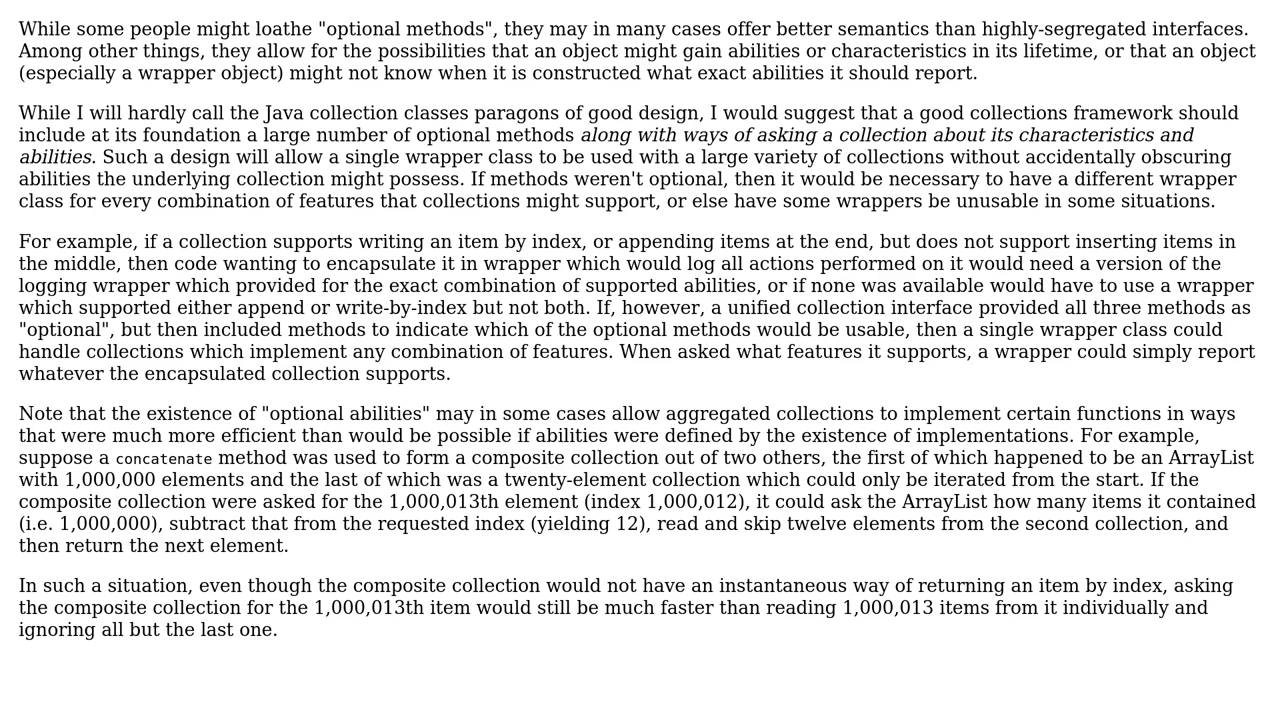 While some people might loathe "optional methods", they may in many cases offer better semantics than highly-segregated interfaces.
Among other things, they allow for the possibilities that an object might gain abilities or characteristics in its lifetime, or that an object
(especially a wrapper object) might not know when it is constructed what exact abilities it should report.
While I will hardly call the Java collection classes paragons of good design, I would suggest that a good collections framework should
include at its foundation a large number of optional methods along with ways of asking a collection about its characteristics and
abilities. Such a design will allow a single wrapper class to be used with a large variety of collections without accidentally obscuring
abilities the underlying collection might possess. If methods weren't optional, then it would be necessary to have a different wrapper
class for every combination of features that collections might support, or else have some wrappers be unusable in some situations.
For example, if a collection supports writing an item by index, or appending items at the end, but does not support inserting items in
the middle, then code wanting to encapsulate it in wrapper which would log all actions performed on it would need a version of the
logging wrapper which provided for the exact combination of supported abilities, or if none was available would have to use a wrapper
which supported either append or write-by-index but not both. If, however, a unified collection interface provided all three methods as
"optional", but then included methods to indicate which of the optional methods would be usable, then a single wrapper class could
handle collections which implement any combination of features. When asked what features it supports, a wrapper could simply report
whatever the encapsulated collection supports.
Note that the existence of "optional abilities" may in some cases allow aggregated collections to implement certain functions in ways
that were much more efficient than would be possible if abilities were defined by the existence of implementations. For example,
suppose a concatenate method was used to form a composite collection out of two others, the first of which happened to be an ArrayList
with 1,000,000 elements and the last of which was a twenty-element collection which could only be iterated from the start. If the
composite collection were asked for the 1,000,013th element (index 1,000,012), it could ask the ArrayList how many items it contained
(i.e. 1,000,000), subtract that from the requested index (yielding 12), read and skip twelve elements from the second collection, and
then return the next element.
In such a situation, even though the composite collection would not have an instantaneous way of returning an item by index, asking
the composite collection for the 1,000,013th item would still be much faster than reading 1,000,013 items from it individually and
ignoring all but the last one.